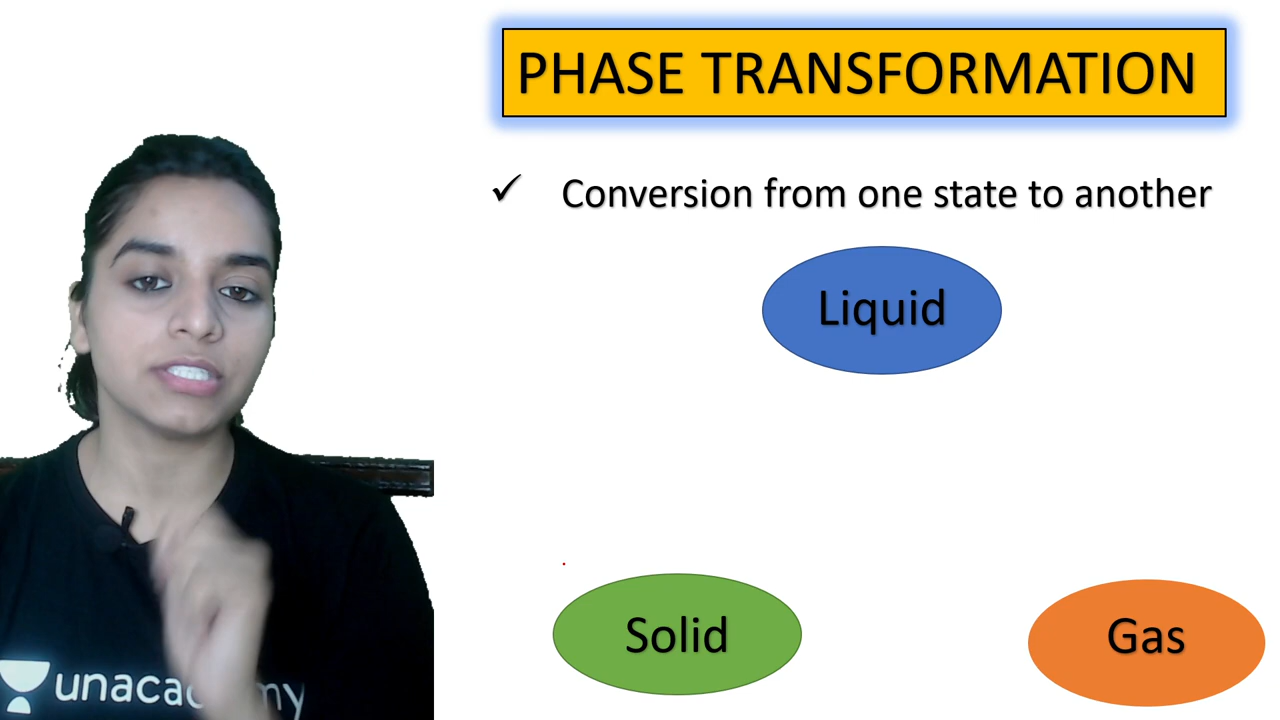 PHASE TRANSFORMATION
✓ Conversion from one state to another
Liquid
Solid
Gas